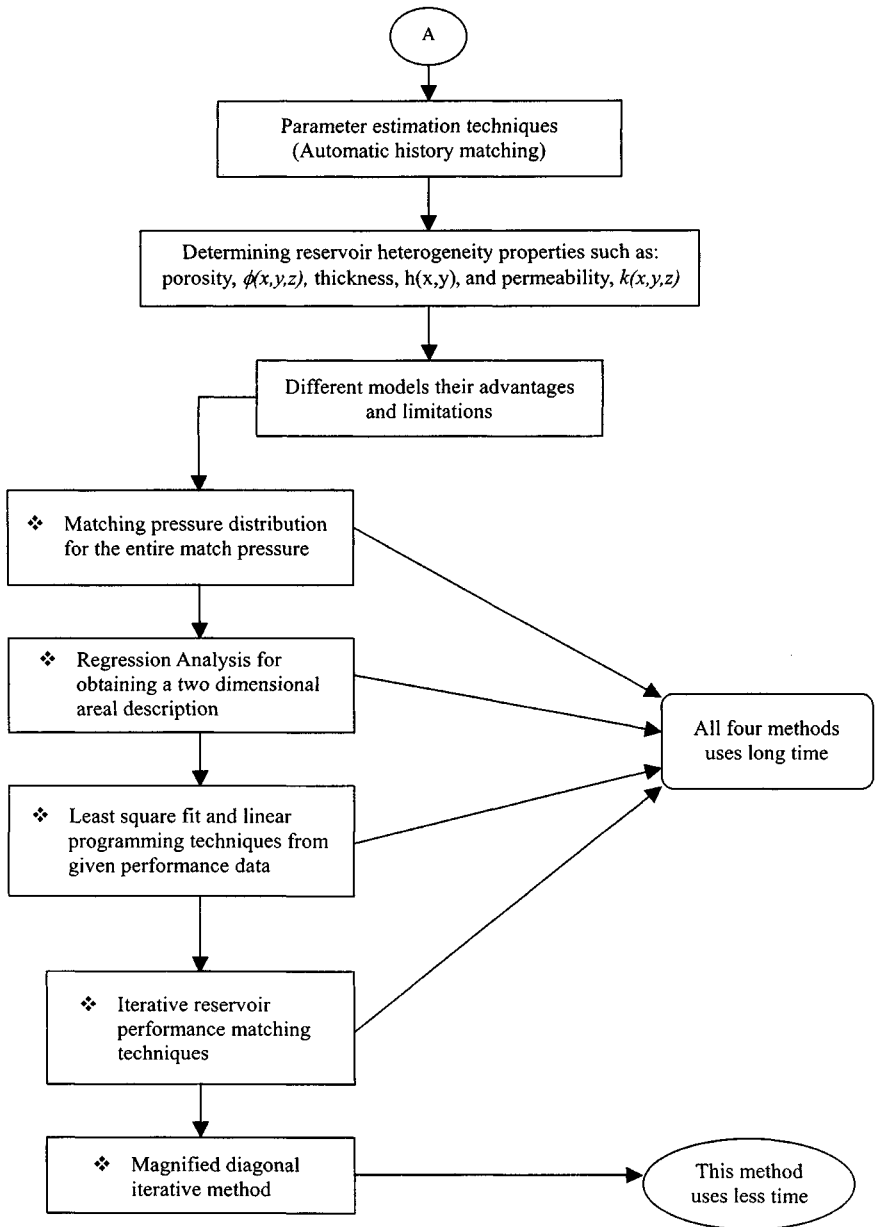 A
Parameter estimation techniques
(Automatic history matching)
Determining reservoir heterogeneity properties such as:
porosity, ϕ(x,y,z), thickness, h(x,y), and permeability, k(x,y,z)
Different models their advantages
and limitations
❖ Matching pressure distribution
for the entire match pressure
❖ Regression Analysis for
obtaining a two dimensional
areal description
All four methods
uses long time
❖ Least square fit and linear
programming techniques from
given performance data
❖ Iterative reservoir
performance matching
techniques
❖ Magnified diagonal
iterative method
This method
uses less time